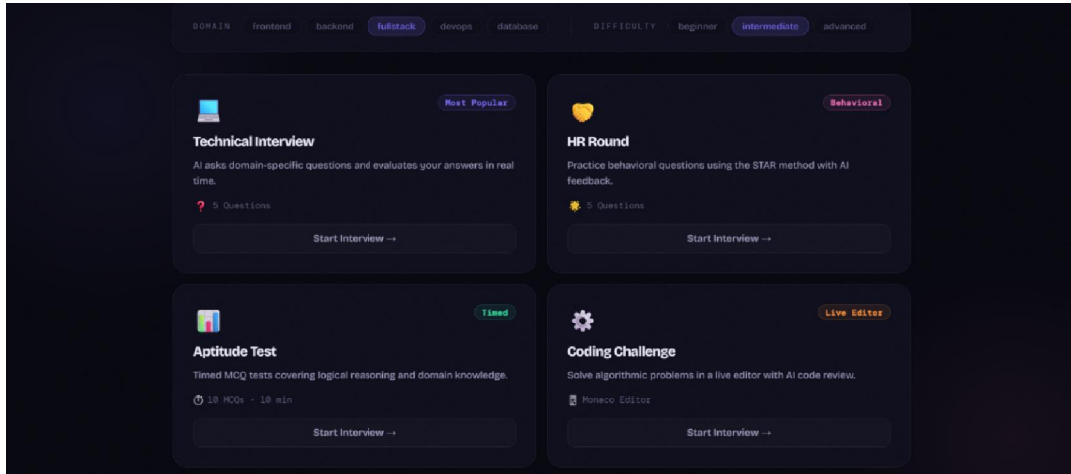 DOMAIN frontend backend fullstack devops database DIFFICULTY beginner intermediate advanced
Most Popular
Technical Interview
AI asks domain-specific questions and evaluates your answers in real
time.
5 Questions
Start Interview →
Behavioral
HR Round
Practice behavioral questions using the STAR method with AI
feedback.
5 Questions
Start Interview →
Timed
Aptitude Test
Timed MCQ tests covering logical reasoning and domain knowledge.
10 MCQs · 10 min
Start Interview →
Live Editor
Coding Challenge
Solve algorithmic problems in a live editor with AI code review.
Monaco Editor
Start Interview →